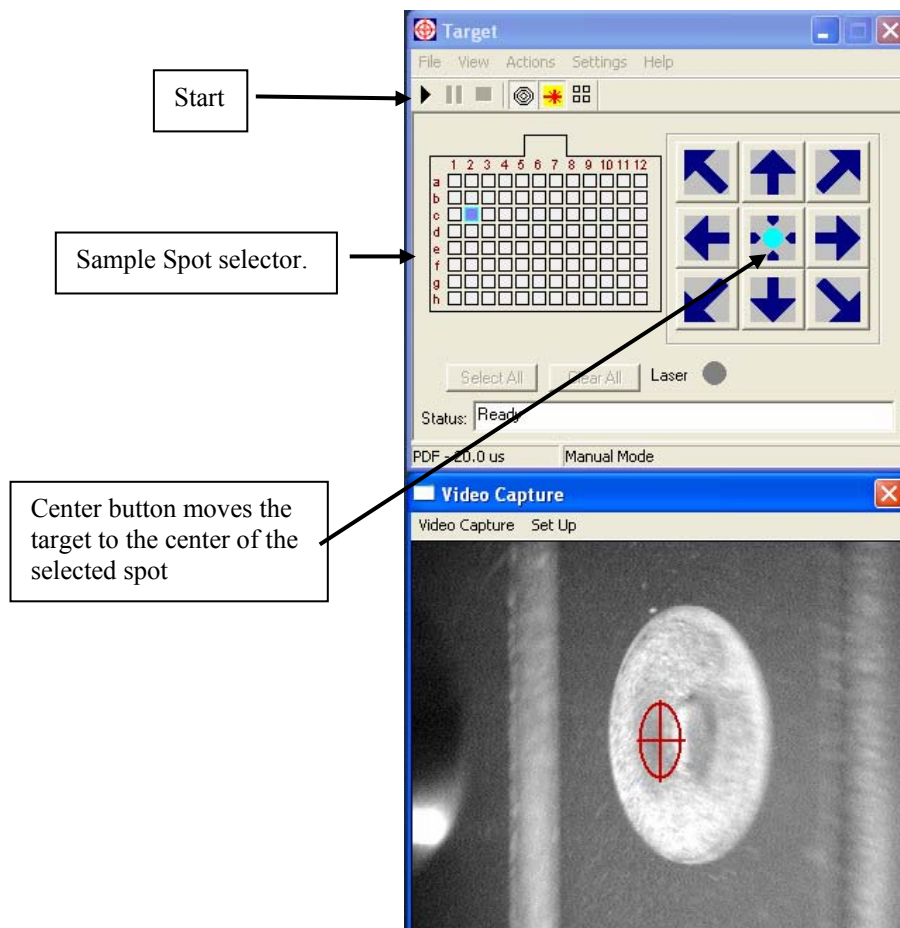 Target
File View Actions Settings Help
Start
1 2 3 4 5 6 7 8 9 10 11 12
a
b
c
d
e
f
g
h
Sample Spot selector.
Select All Clear All Laser
Status: Ready
PDF - 20.0 us Manual Mode
Center button moves the
target to the center of the
selected spot
Video Capture
Video Capture Set Up